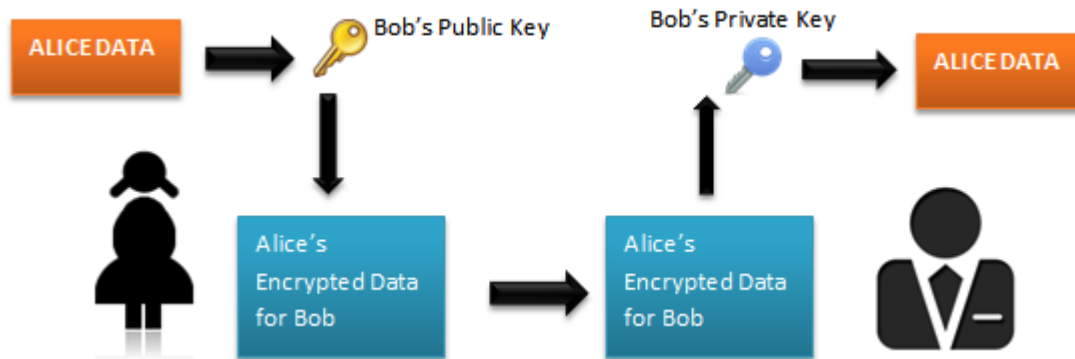 ALICE DATA
Bob's Public Key
Bob's Private Key
ALICE DATA
Alice's
Encrypted Data
for Bob
Alice's
Encrypted Data
for Bob